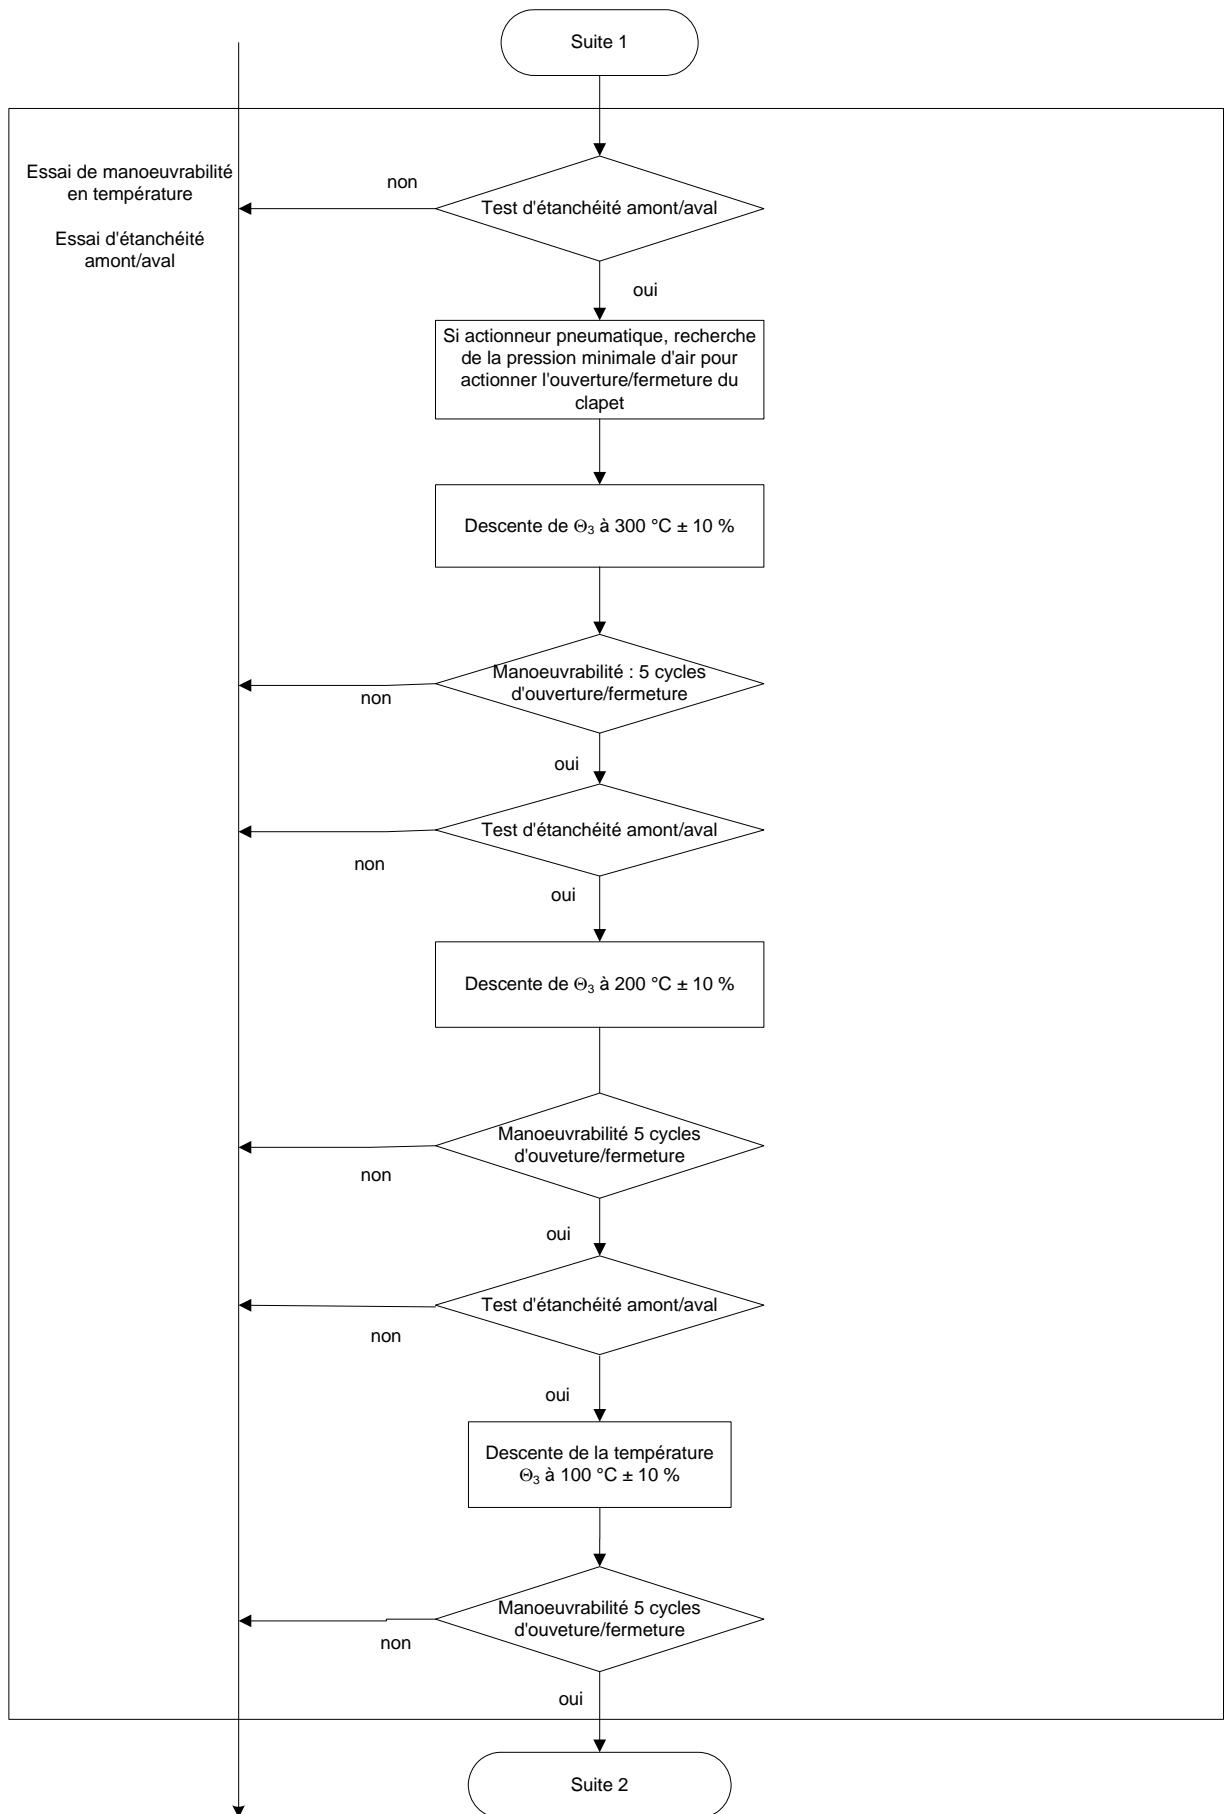 Suite 1
Essai de manoeuvrabilité
en température
Essai d'étanchéité
amont/aval
non
Test d'étanchéité amont/aval
oui
Si actionneur pneumatique, recherche
de la pression minimale d'air pour
actionner l'ouverture/fermeture du
clapet
Descente de Θ₃ à 300 °C ± 10 %
Manoeuvrabilité : 5 cycles
d'ouverture/fermeture
non
oui
Test d'étanchéité amont/aval
non
oui
Descente de Θ₃ à 200 °C ± 10 %
Manoeuvrabilité 5 cycles
d'ouveture/fermeture
non
oui
Test d'étanchéité amont/aval
non
oui
Descente de la température
Θ₃ à 100 °C ± 10 %
Manoeuvrabilité 5 cycles
d'ouveture/fermeture
non
oui
Suite 2